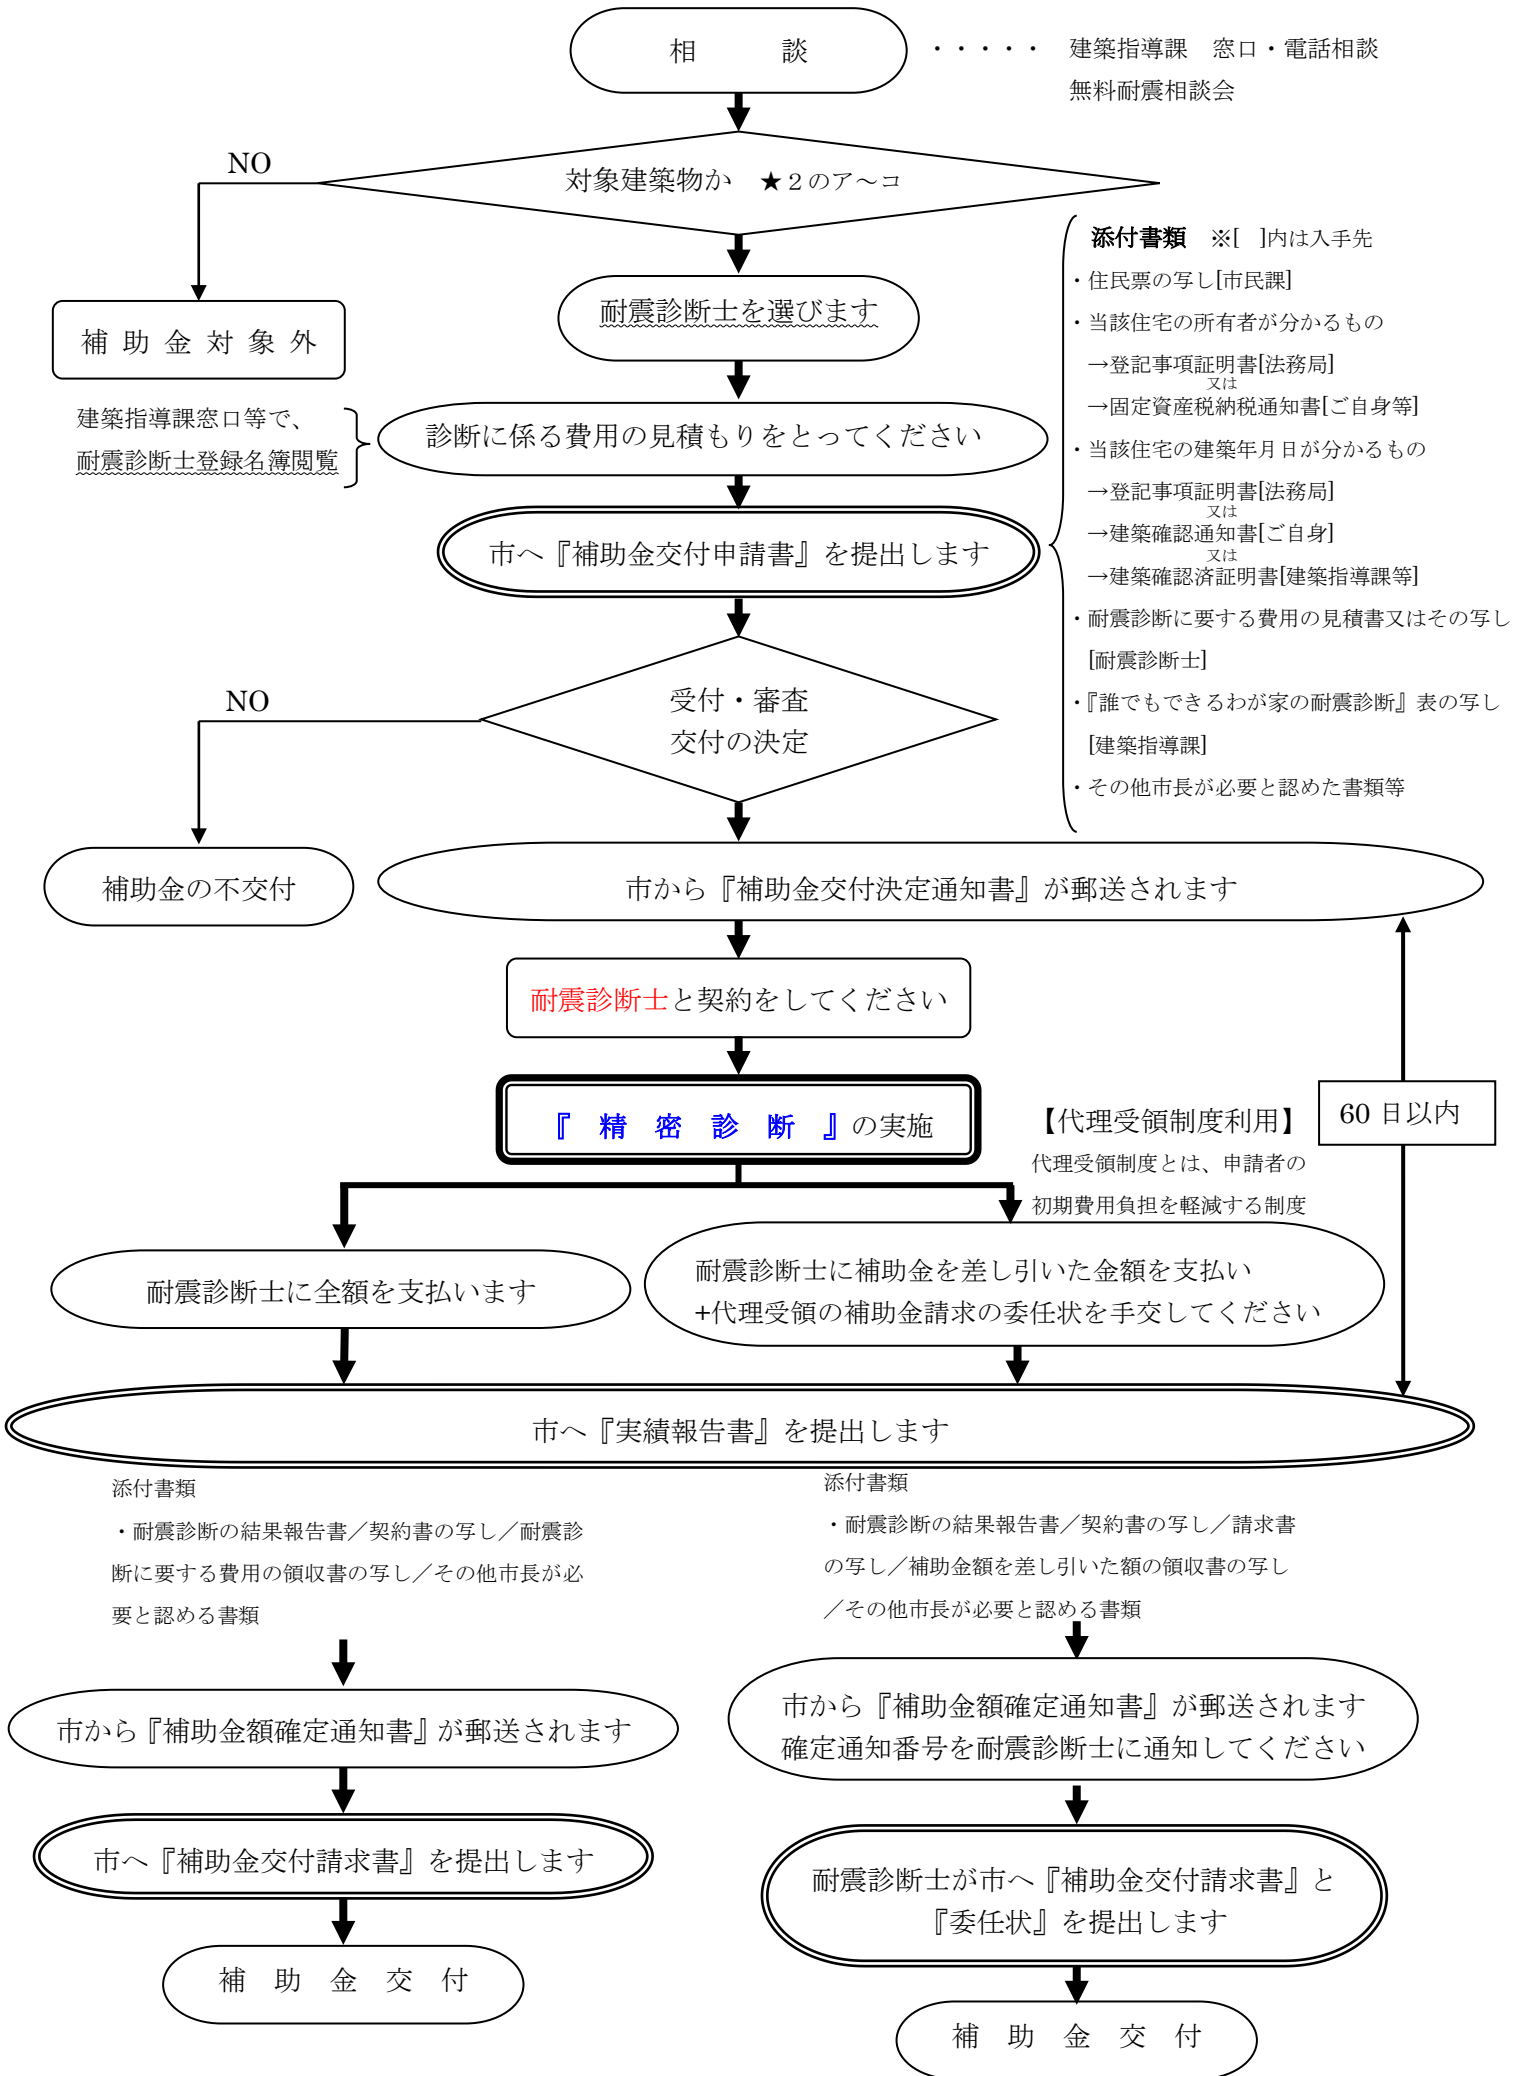 相　　　談
・・・・・　建築指導課　窓口・電話相談
無料耐震相談会
NO
対象建築物か　★２のア～コ
添付書類　※[　]内は入手先
・住民票の写し[市民課]
・当該住宅の所有者が分かるもの
→登記事項証明書[法務局]
又は
→固定資産税納税通知書[ご自身等]
・当該住宅の建築年月日が分かるもの
→登記事項証明書[法務局]
又は
→建築確認通知書[ご自身]
又は
→建築確認済証明書[建築指導課等]
・耐震診断に要する費用の見積書又はその写し
[耐震診断士]
・『誰でもできるわが家の耐震診断』表の写し
[建築指導課]
・その他市長が必要と認めた書類等
耐震診断士を選びます
補 助 金 対 象 外
建築指導課窓口等で、
耐震診断士登録名簿閲覧
診断に係る費用の見積もりをとってください
市へ『補助金交付申請書』を提出します
NO
受付・審査
交付の決定
補助金の不交付
市から『補助金交付決定通知書』が郵送されます
耐震診断士と契約をしてください
『　精　密　診　断　』の実施
【代理受領制度利用】
代理受領制度とは、申請者の
初期費用負担を軽減する制度
60 日以内
耐震診断士に全額を支払います
耐震診断士に補助金を差し引いた金額を支払い
+代理受領の補助金請求の委任状を手交してください
市へ『実績報告書』を提出します
添付書類
・耐震診断の結果報告書／契約書の写し／耐震診
断に要する費用の領収書の写し／その他市長が必
要と認める書類
添付書類
・耐震診断の結果報告書／契約書の写し／請求書
の写し／補助金額を差し引いた額の領収書の写し
／その他市長が必要と認める書類
市から『補助金額確定通知書』が郵送されます
市へ『補助金交付請求書』を提出します
補　助　金　交　付
市から『補助金額確定通知書』が郵送されます
確定通知番号を耐震診断士に通知してください
耐震診断士が市へ『補助金交付請求書』と
『委任状』を提出します
補　助　金　交　付